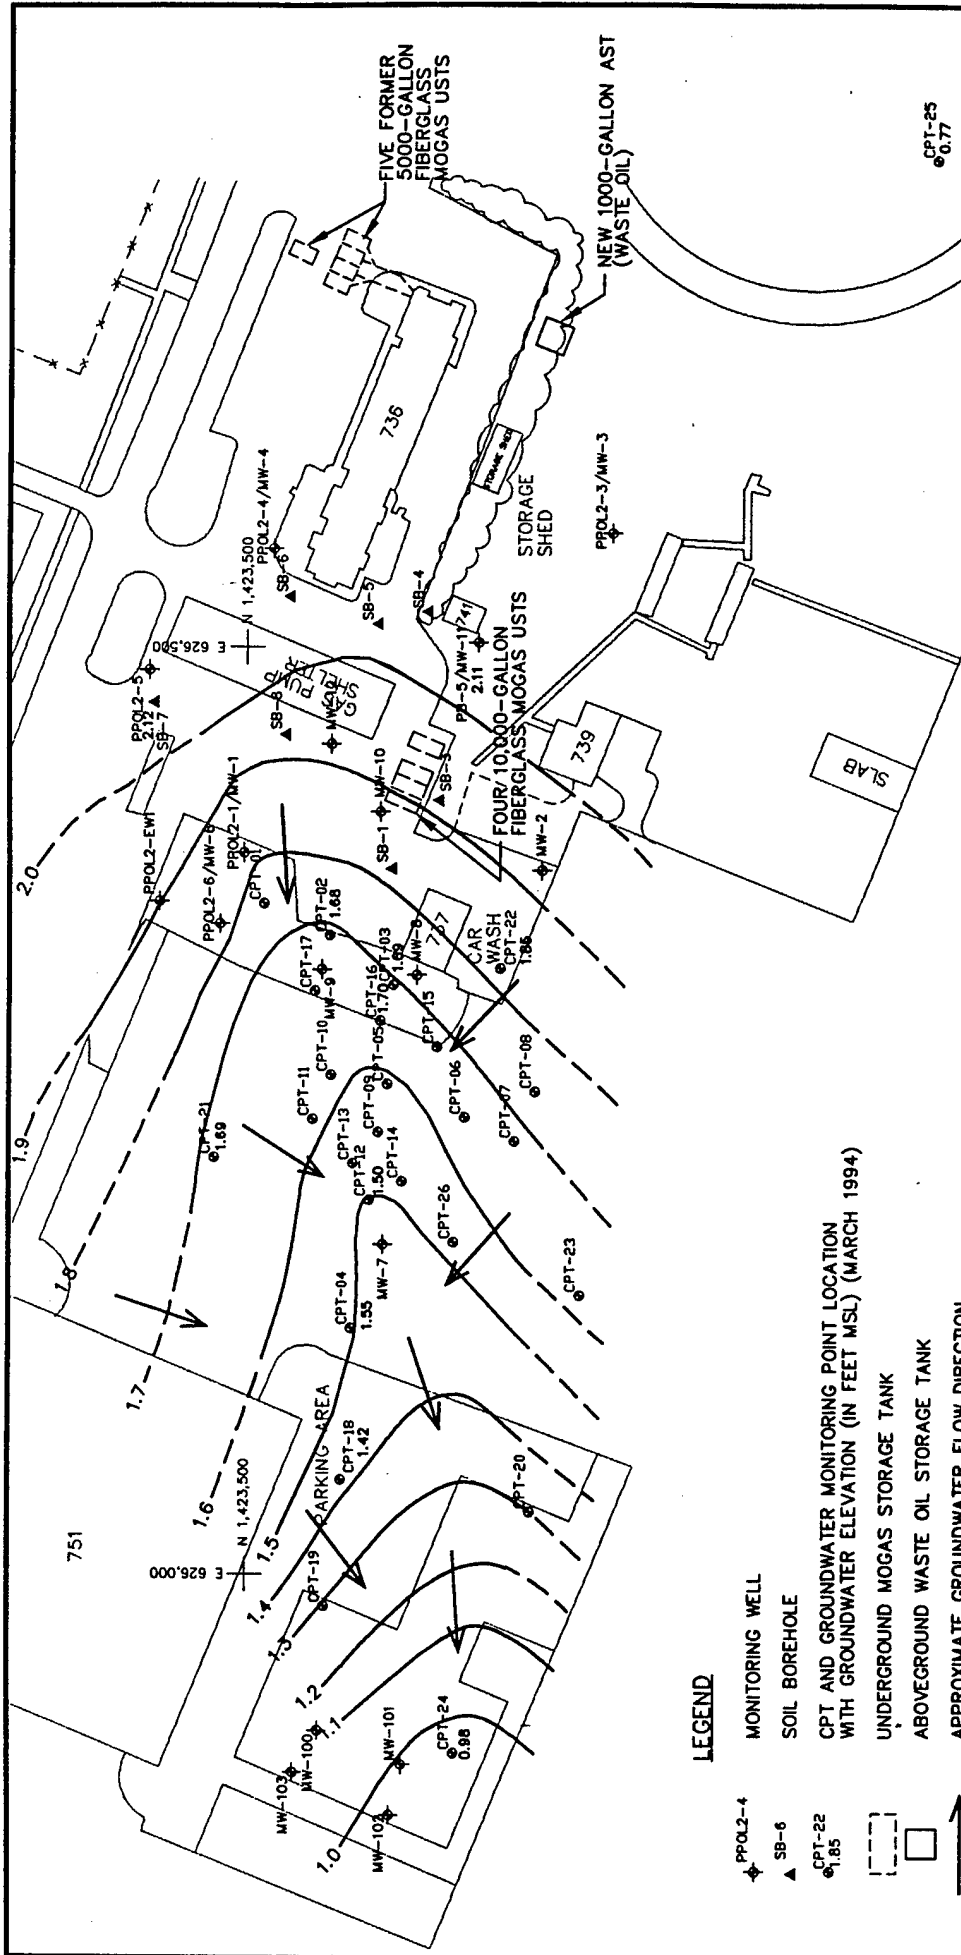 FIVE FORMER
5000-GALLON
FIBERGLASS
MOGAS USTS
NEW 1000-GALLON AST
(WASTE OIL)
CPT-25
0.77
736
STORAGE SHED
STORAGE
SHED
PPOL2-3/MW-3
PPOL2-4/MW-4
SB-6
SB-5
SB-4
741
N 1,423,500
E 626,500
GAS
PUMP
SHELTER
PPOL2-5
2.12
SB-7
SB-8
2.11
FOUR 10,000-GALLON
FIBERGLASS MOGAS USTS
SB-3
739
SLAB
MW-10
SB-1
MW-2
PPOL2-EW1
PPOL2-1/MW-1
PPOL2-6/MW-6
CPT-01
CPT-02
1.68
CPT-17
MW-9
CPT-03
1.69
CPT-16
1.70
MW-8
737
CAR
WASH
CPT-22
1.85
CPT-15
CPT-10
CPT-05
CPT-11
CPT-09
CPT-06
CPT-08
CPT-07
CPT-21
1.69
CPT-13
CPT-12
1.50
CPT-14
CPT-26
MW-7
CPT-23
CPT-04
1.55
2.0
1.9
1.8
1.7
1.6
1.5
1.4
1.3
1.2
1.1
1.0
751
N 1,423,500
E 626,000
PARKING AREA
CPT-18
1.42
CPT-19
CPT-20
MW-100
MW-103
MW-101
MW-102
CPT-24
0.98
LEGEND
PPOL2-4
MONITORING WELL
SB-6
SOIL BOREHOLE
CPT-22
1.85
CPT AND GROUNDWATER MONITORING POINT LOCATION
WITH GROUNDWATER ELEVATION (IN FEET MSL) (MARCH 1994)
UNDERGROUND MOGAS STORAGE TANK
ABOVEGROUND WASTE OIL STORAGE TANK
APPROXIMATE GROUNDWATER FLOW DIRECTION